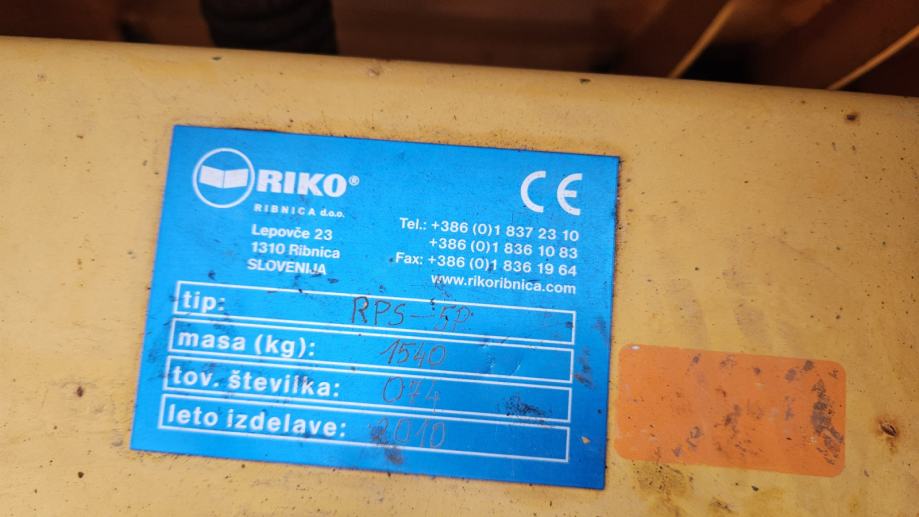 RIKO®
RIBNICA d.o.o.
Lepovče 23
1310 Ribnica
SLOVENIJA
CE
Tel.: +386 (0)1 837 23 10
+386 (0)1 836 10 83
Fax: +386 (0)1 836 19 64
www.rikoribnica.com
tip: RPS-5P
masa (kg): 1540
tov. številka: 074
leto izdelave: 2010